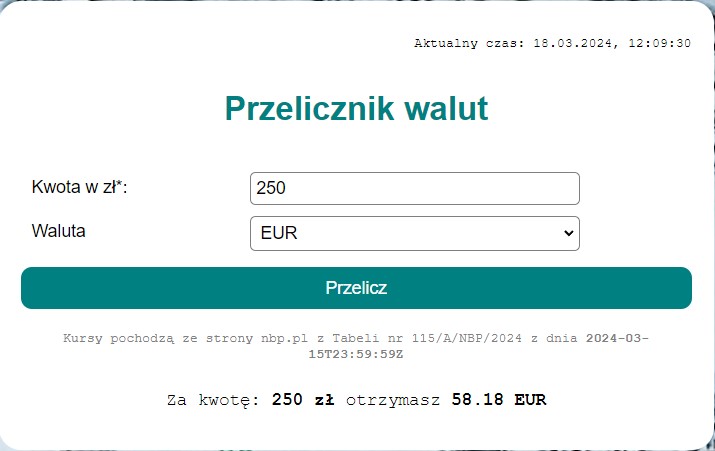 Aktualny czas: 18.03.2024, 12:09:30
Przelicznik walut
Kwota w zł*:
250
Waluta
EUR
Przelicz
Kursy pochodzą ze strony nbp.pl z Tabeli nr 115/A/NBP/2024 z dnia 2024-03-
15T23:59:59Z
Za kwotę: 250 zł otrzymasz 58.18 EUR